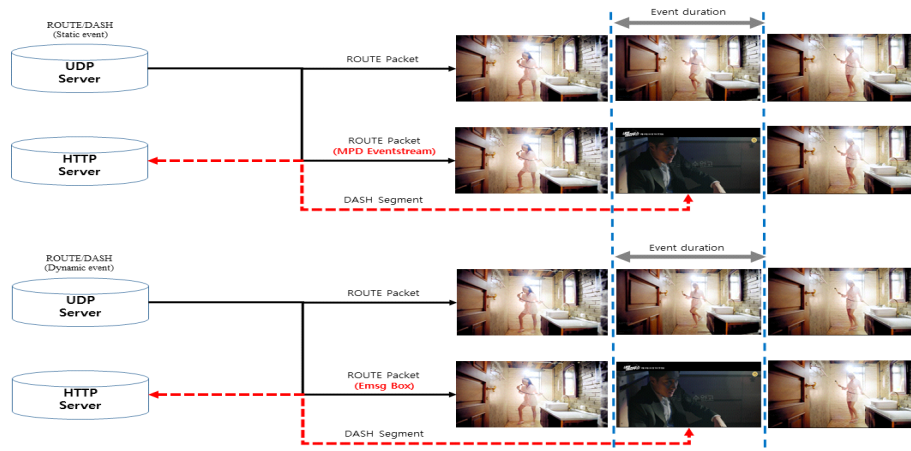 ROUTE/DASH
(Static event)
Event duration
UDP
Server
ROUTE Packet
HTTP
Server
ROUTE Packet
(MPD Eventstream)
DASH Segment
ROUTE/DASH
(Dynamic event)
Event duration
UDP
Server
ROUTE Packet
HTTP
Server
ROUTE Packet
(Emsg Box)
DASH Segment